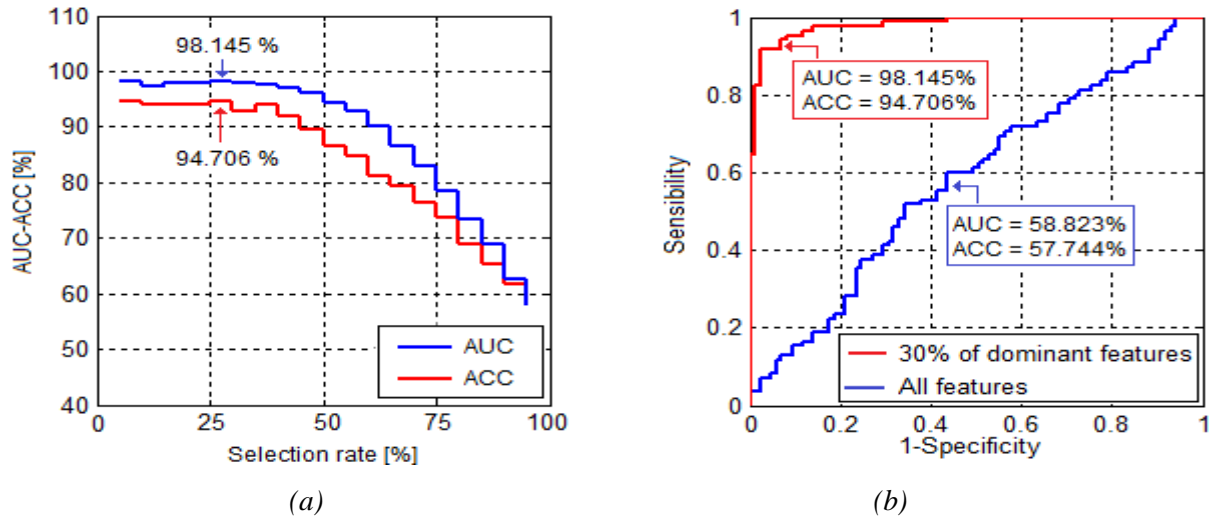 110
100
90
80
70
60
50
40
0
25
50
75
100
AUC-ACC [%]
Selection rate [%]
98.145 %
94.706 %
AUC
ACC
(a)
1
0.8
0.6
0.4
0.2
0
0.2
0.4
0.6
0.8
1
Sensibility
1-Specificity
AUC = 98.145%
ACC = 94.706%
AUC = 58.823%
ACC = 57.744%
30% of dominant features
All features
(b)